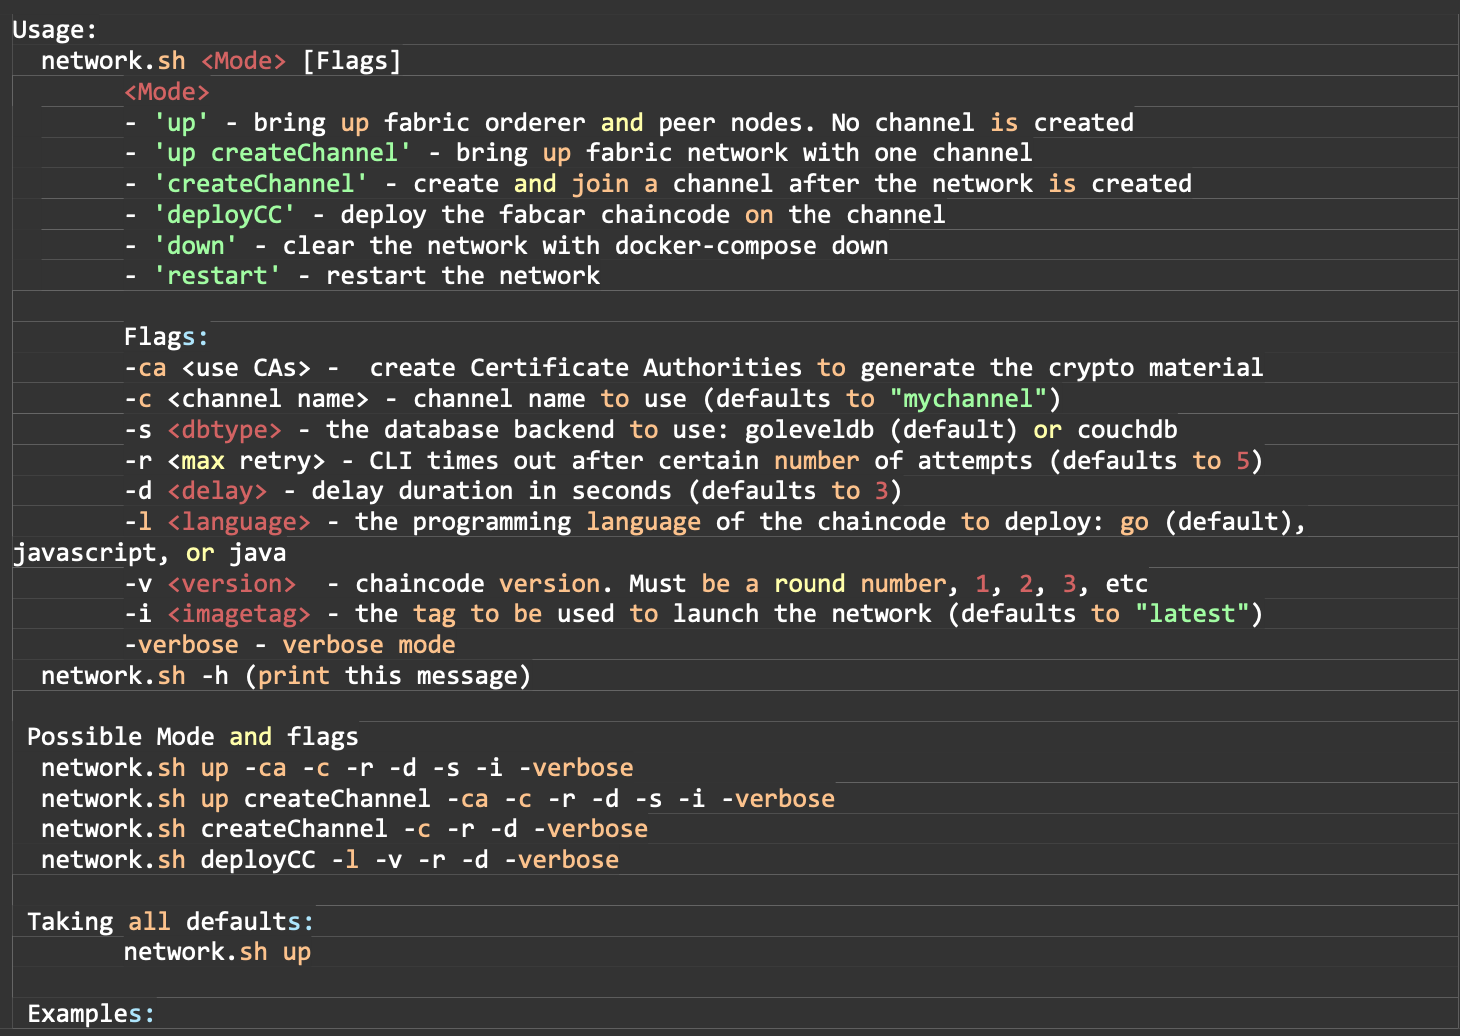 Usage:
network.sh <Mode> [Flags]
<Mode>
- 'up' - bring up fabric orderer and peer nodes. No channel is created
- 'up createChannel' - bring up fabric network with one channel
- 'createChannel' - create and join a channel after the network is created
- 'deployCC' - deploy the fabcar chaincode on the channel
- 'down' - clear the network with docker-compose down
- 'restart' - restart the network
Flags:
-ca <use CAs> -  create Certificate Authorities to generate the crypto material
-c <channel name> - channel name to use (defaults to "mychannel")
-s <dbtype> - the database backend to use: goleveldb (default) or couchdb
-r <max retry> - CLI times out after certain number of attempts (defaults to 5)
-d <delay> - delay duration in seconds (defaults to 3)
-l <language> - the programming language of the chaincode to deploy: go (default),
javascript, or java
-v <version>  - chaincode version. Must be a round number, 1, 2, 3, etc
-i <imagetag> - the tag to be used to launch the network (defaults to "latest")
-verbose - verbose mode
network.sh -h (print this message)
Possible Mode and flags
network.sh up -ca -c -r -d -s -i -verbose
network.sh up createChannel -ca -c -r -d -s -i -verbose
network.sh createChannel -c -r -d -verbose
network.sh deployCC -l -v -r -d -verbose
Taking all defaults:
network.sh up
Examples: